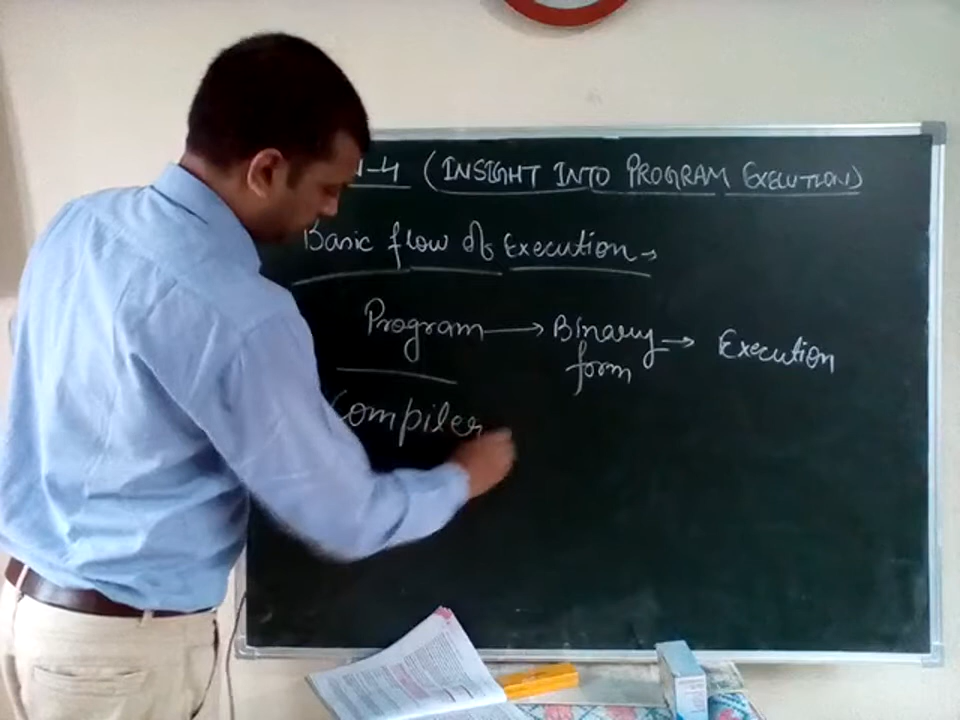 -4 (INSIGHT INTO PROGRAM EXECUTION)
Basic flow of Execution →
Program → Binary form → Execution
Compiler